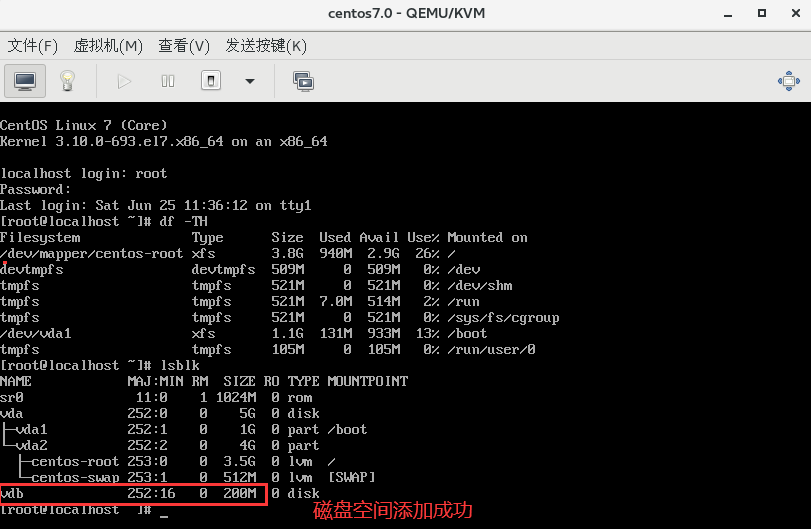 centos7.0 - QEMU/KVM
文件(F) 虚拟机(M) 查看(V) 发送按键(K)
CentOS Linux 7 (Core)
Kernel 3.10.0-693.el7.x86_64 on an x86_64
localhost login: root
Password:
Last login: Sat Jun 25 11:36:12 on tty1
[root@localhost ~]# df -TH
Filesystem Type Size Used Avail Use% Mounted on
/dev/mapper/centos-root xfs 3.8G 940M 2.9G 26% /
devtmpfs devtmpfs 509M 0 509M 0% /dev
tmpfs tmpfs 521M 0 521M 0% /dev/shm
tmpfs tmpfs 521M 7.0M 514M 2% /run
tmpfs tmpfs 521M 0 521M 0% /sys/fs/cgroup
/dev/vda1 xfs 1.1G 131M 933M 13% /boot
tmpfs tmpfs 105M 0 105M 0% /run/user/0
[root@localhost ~]# lsblk
NAME MAJ:MIN RM SIZE RO TYPE MOUNTPOINT
sr0 11:0 1 1024M 0 rom
vda 252:0 0 5G 0 disk
├─vda1 252:1 0 1G 0 part /boot
└─vda2 252:2 0 4G 0 part
  ├─centos-root 253:0 0 3.5G 0 lvm /
  └─centos-swap 253:1 0 512M 0 lvm [SWAP]
vdb 252:16 0 200M 0 disk
[root@localhost ~]# _
磁盘空间添加成功